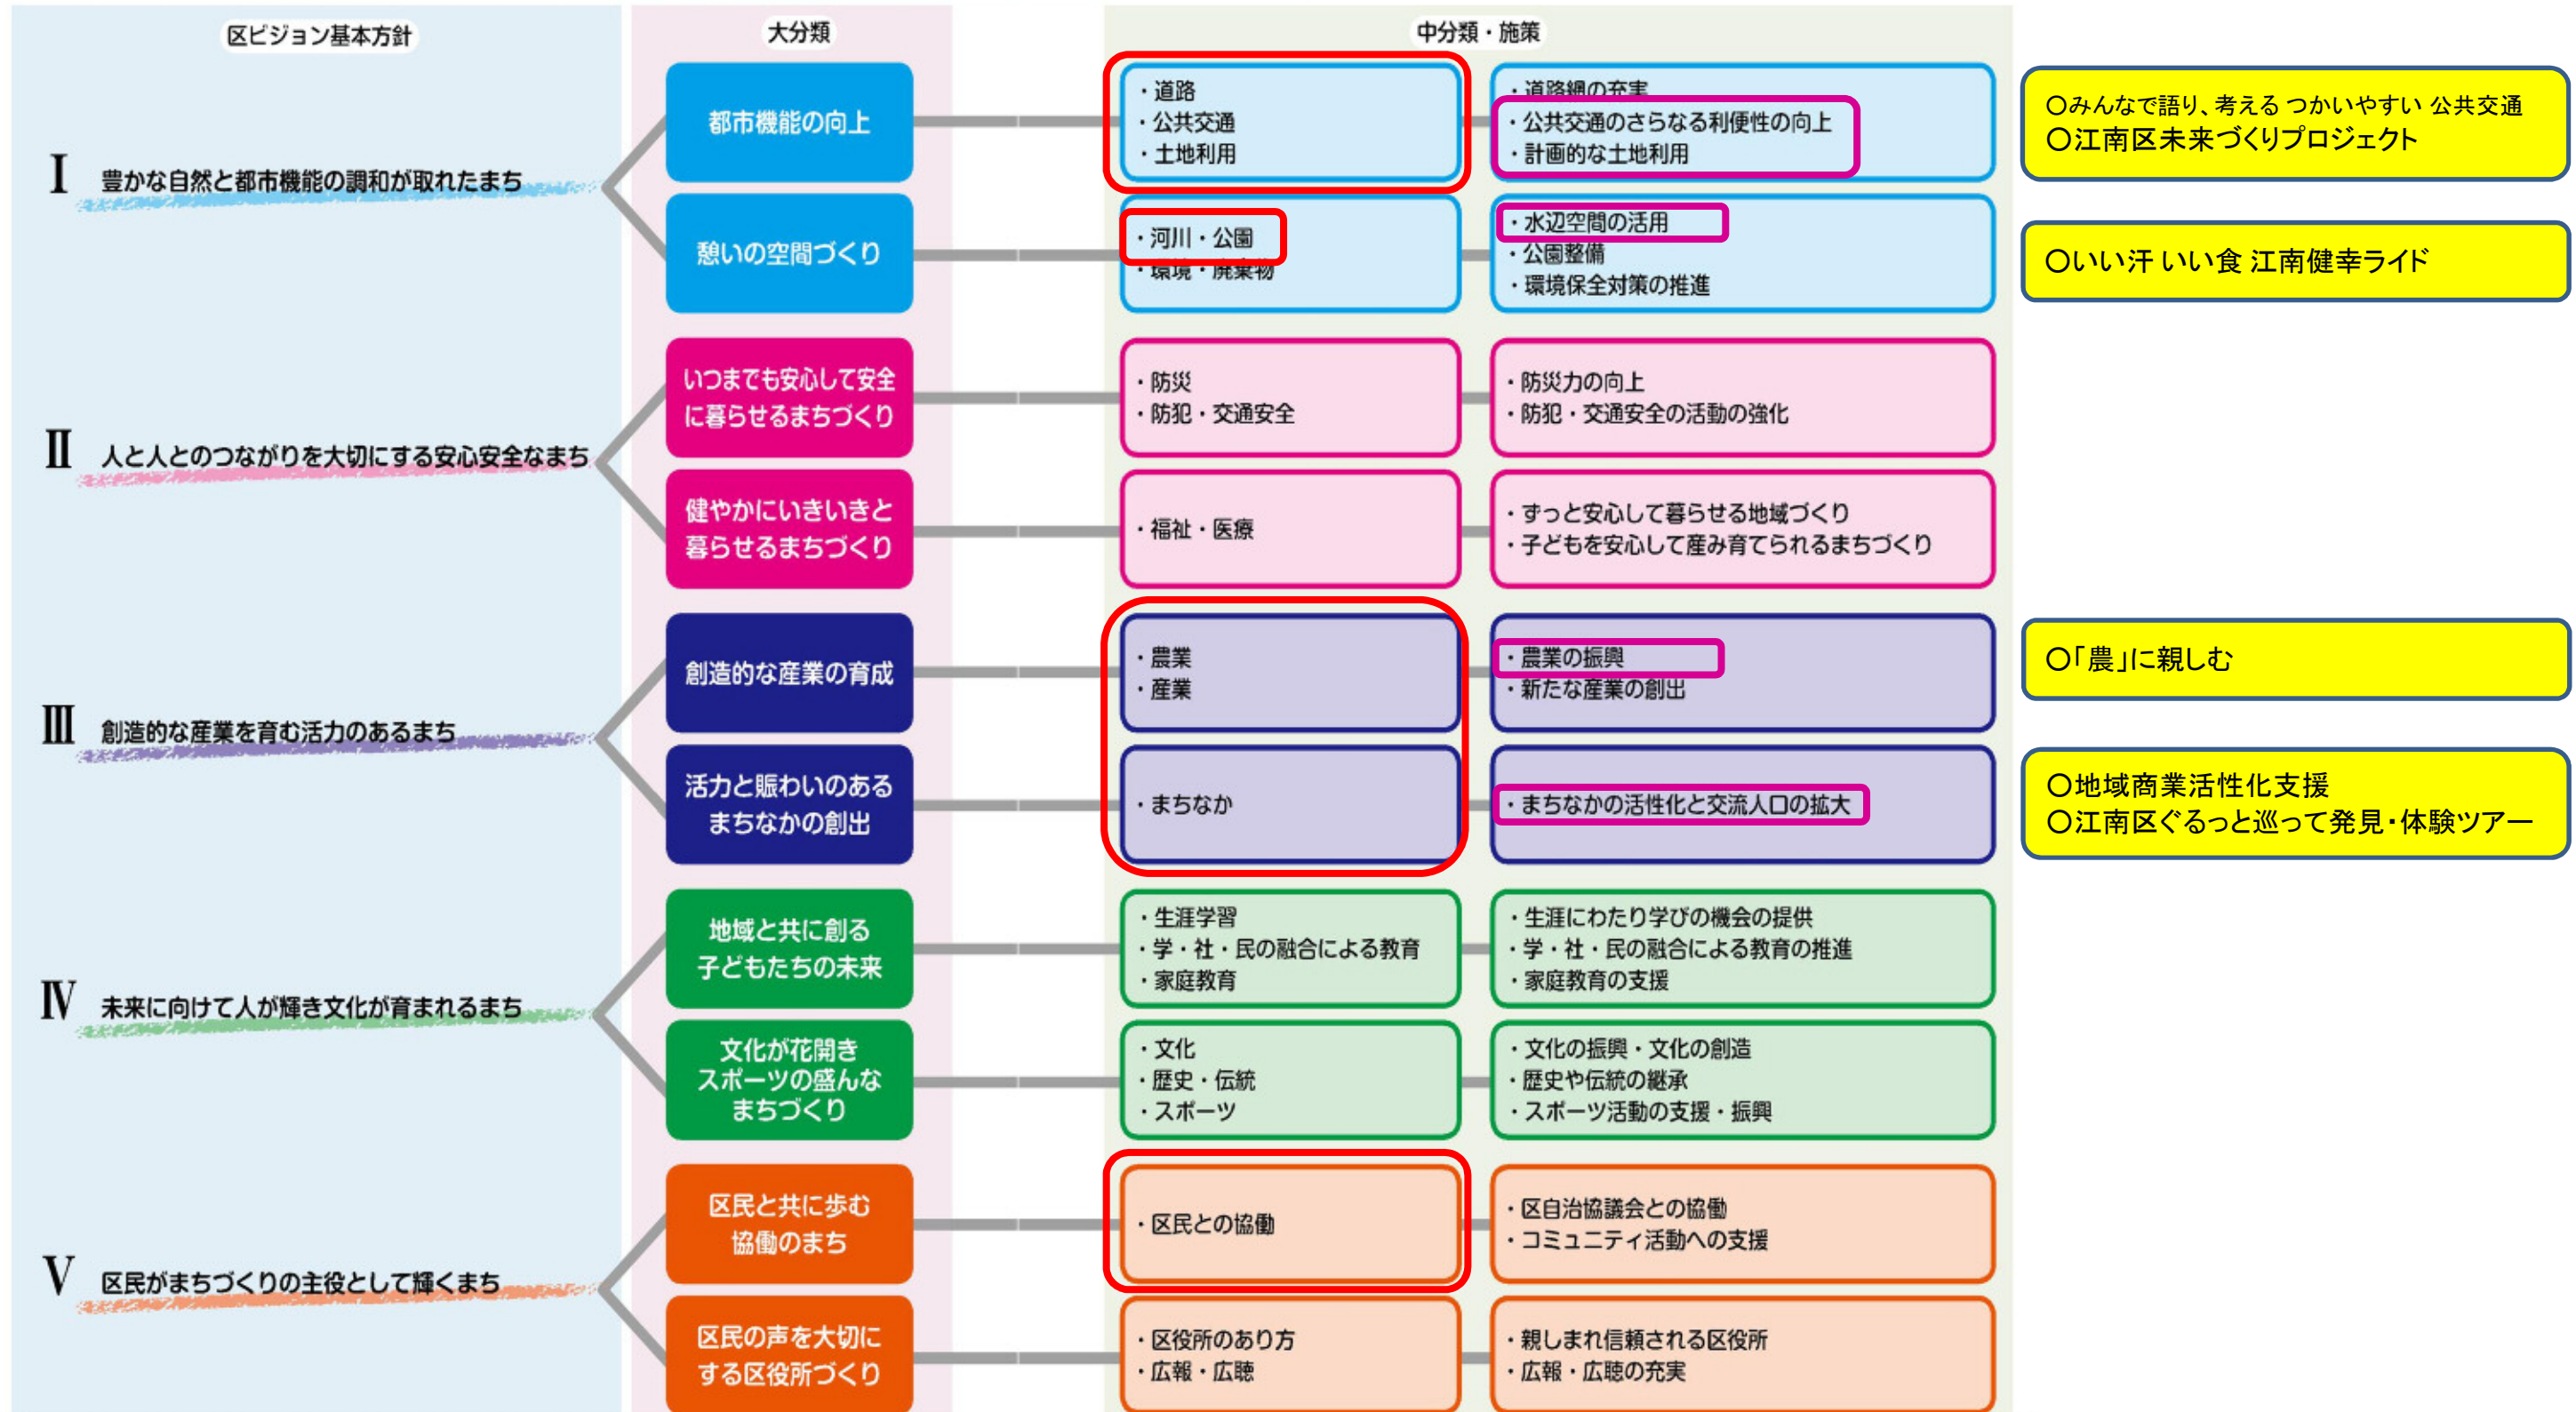 区ビジョン基本方針
大分類
中分類・施策
Ⅰ 豊かな自然と都市機能の調和が取れたまち
都市機能の向上
・道路
・公共交通
・土地利用
・道路網の充実
・公共交通のさらなる利便性の向上
・計画的な土地利用
〇みんなで語り、考える つかいやすい 公共交通
〇江南区未来づくりプロジェクト
憩いの空間づくり
・河川・公園
・環境・廃棄物
・水辺空間の活用
・公園整備
・環境保全対策の推進
〇いい汗 いい食 江南健幸ライド
Ⅱ 人と人とのつながりを大切にする安心安全なまち
いつまでも安心して安全
に暮らせるまちづくり
・防災
・防犯・交通安全
・防災力の向上
・防犯・交通安全の活動の強化
健やかにいきいきと
暮らせるまちづくり
・福祉・医療
・ずっと安心して暮らせる地域づくり
・子どもを安心して産み育てられるまちづくり
Ⅲ 創造的な産業を育む活力のあるまち
創造的な産業の育成
・農業
・産業
・農業の振興
・新たな産業の創出
〇「農」に親しむ
活力と賑わいのある
まちなかの創出
・まちなか
・まちなかの活性化と交流人口の拡大
〇地域商業活性化支援
〇江南区ぐるっと巡って発見・体験ツアー
Ⅳ 未来に向けて人が輝き文化が育まれるまち
地域と共に創る
子どもたちの未来
・生涯学習
・学・社・民の融合による教育
・家庭教育
・生涯にわたり学びの機会の提供
・学・社・民の融合による教育の推進
・家庭教育の支援
文化が花開き
スポーツの盛んな
まちづくり
・文化
・歴史・伝統
・スポーツ
・文化の振興・文化の創造
・歴史や伝統の継承
・スポーツ活動の支援・振興
Ⅴ 区民がまちづくりの主役として輝くまち
区民と共に歩む
協働のまち
・区民との協働
・区自治協議会との協働
・コミュニティ活動への支援
区民の声を大切に
する区役所づくり
・区役所のあり方
・広報・広聴
・親しまれ信頼される区役所
・広報・広聴の充実